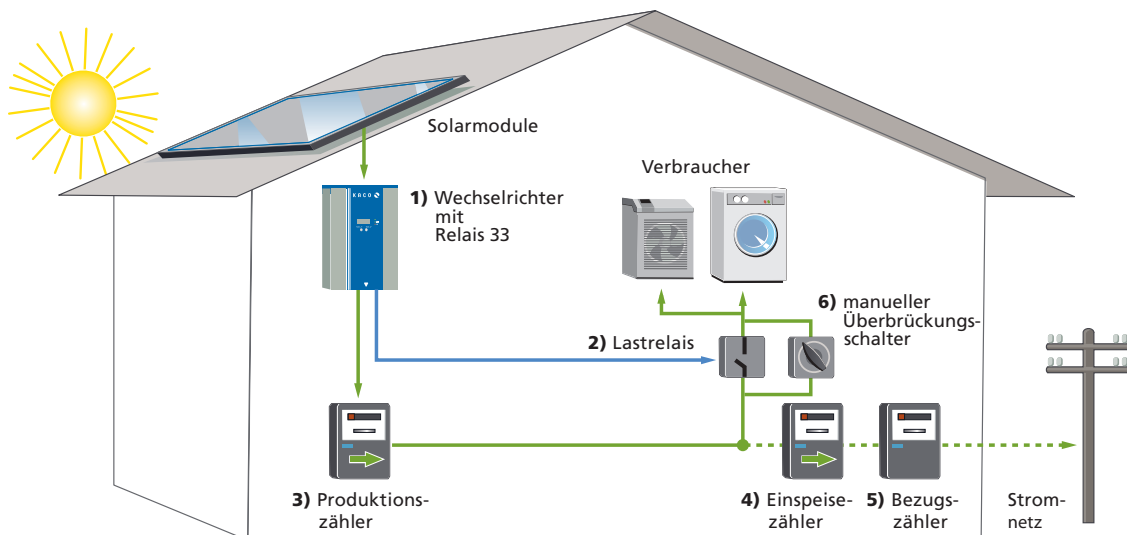 Solarmodule
KACO
1) Wechselrichter
mit
Relais 33
Verbraucher
2) Lastrelais
6) manueller
Überbrückungs-
schalter
3) Produktions-
zähler
4) Einspeise-
zähler
5) Bezugs-
zähler
Strom-
netz